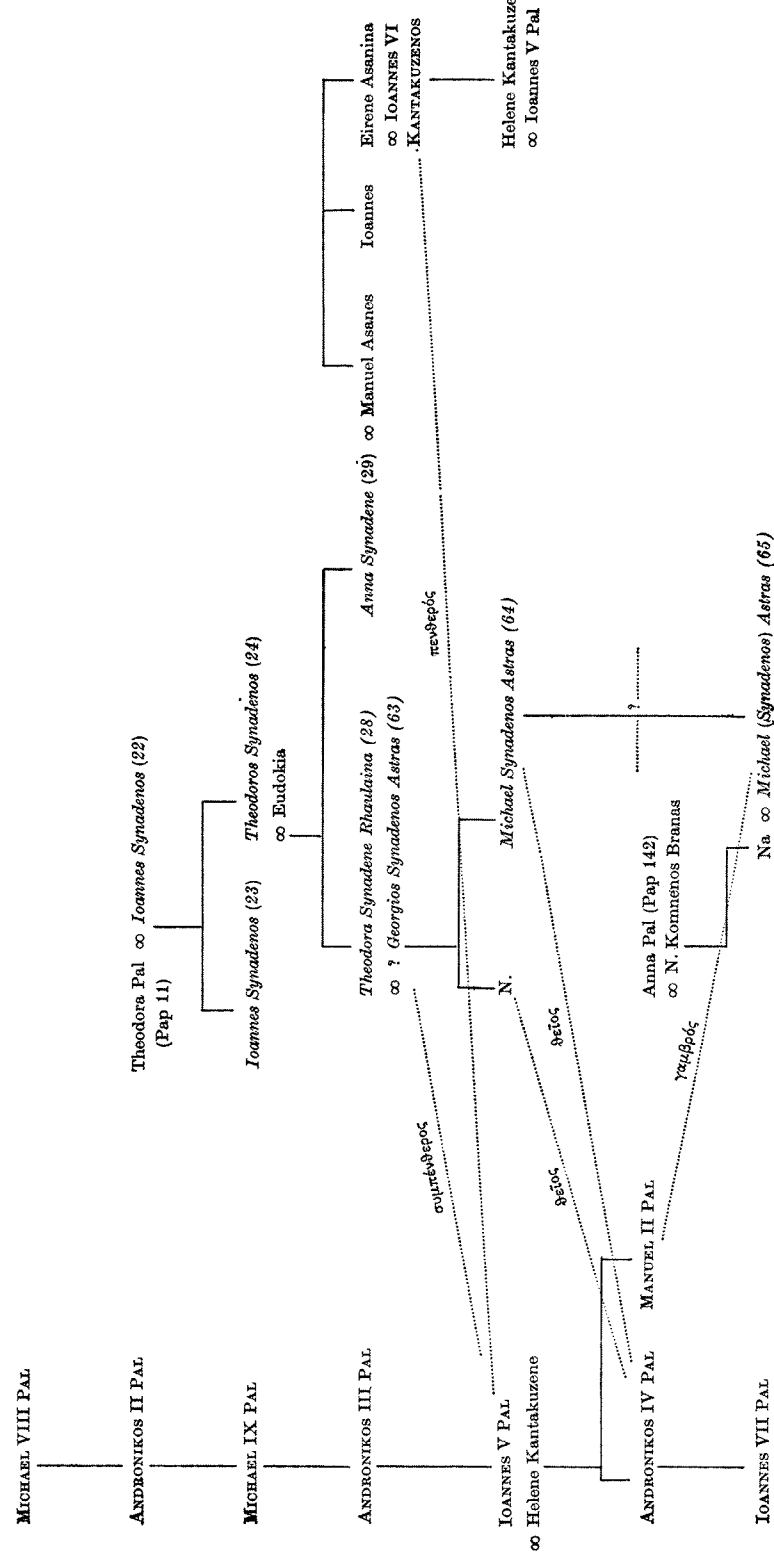 MICHAEL VIII PAL
ANDRONIKOS II PAL
Theodora Pal ∞ Ioannes Synadenos (22)
(Pap 11)
MICHAEL IX PAL
Ioannes Synadenos (23)
Theodoros Synadenos (24)
∞ Eudokia
ANDRONIKOS III PAL
Theodora Synadene Rhaulaina (28)
∞ ? Georgios Synadenos Astras (63)
Anna Synadene (29) ∞ Manuel Asanes
Ioannes
Eirene Asanina
∞ IOANNES VI
KANTAKUZENOS
συμπένθερος
πενθερός
IOANNES V PAL
∞ Helene Kantakuzene
N.
Michael Synadenos Astras (64)
Helene Kantakuze
∞ Ioannes V Pal
θεῖος
θεῖος
ANDRONIKOS IV PAL
MANUEL II PAL
Anna Pal (Pap 142)
∞ N. Komnenos Branas
?
γαμβρός
IOANNES VII PAL
Na ∞ Michael (Synadenos) Astras (65)